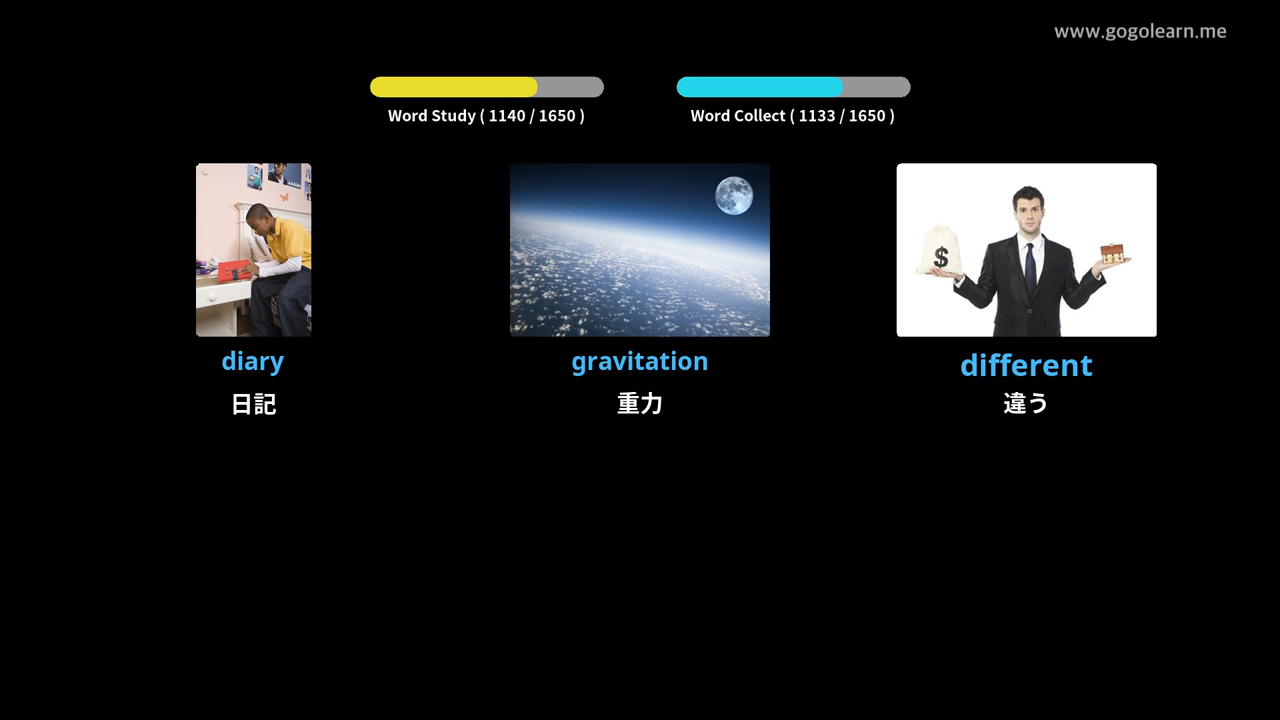 www.gogolearn.me
Word Study ( 1140 / 1650 )
Word Collect ( 1133 / 1650 )
$
diary
gravitation
different
日記
重力
違う